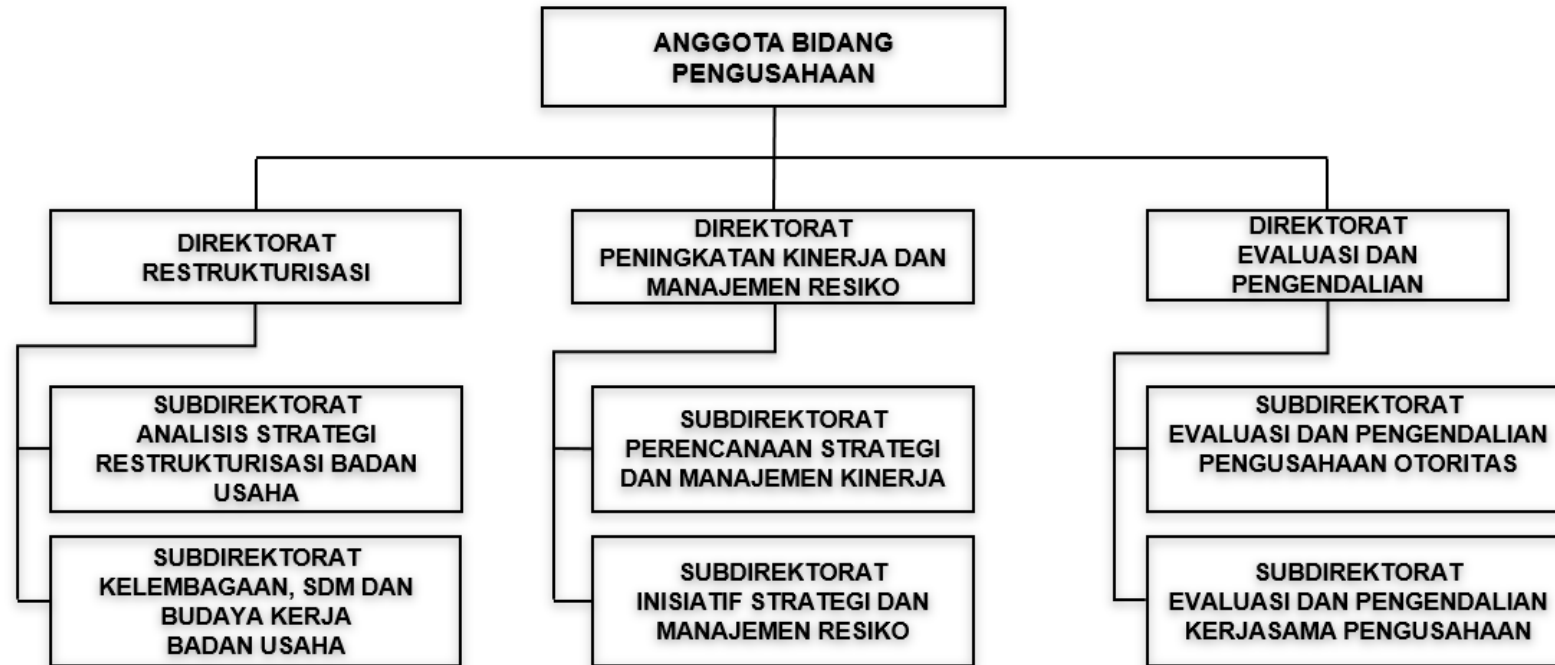 ANGGOTA BIDANG
PENGUSAHAAN
DIREKTORAT
RESTRUKTURISASI
DIREKTORAT
PENINGKATAN KINERJA DAN
MANAJEMEN RESIKO
DIREKTORAT
EVALUASI DAN
PENGENDALIAN
SUBDIREKTORAT
ANALISIS STRATEGI
RESTRUKTURISASI BADAN
USAHA
SUBDIREKTORAT
PERENCANAAN STRATEGI
DAN MANAJEMEN KINERJA
SUBDIREKTORAT
EVALUASI DAN PENGENDALIAN
PENGUSAHAAN OTORITAS
SUBDIREKTORAT
KELEMBAGAAN, SDM DAN
BUDAYA KERJA
BADAN USAHA
SUBDIREKTORAT
INISIATIF STRATEGI DAN
MANAJEMEN RESIKO
SUBDIREKTORAT
EVALUASI DAN PENGENDALIAN
KERJASAMA PENGUSAHAAN